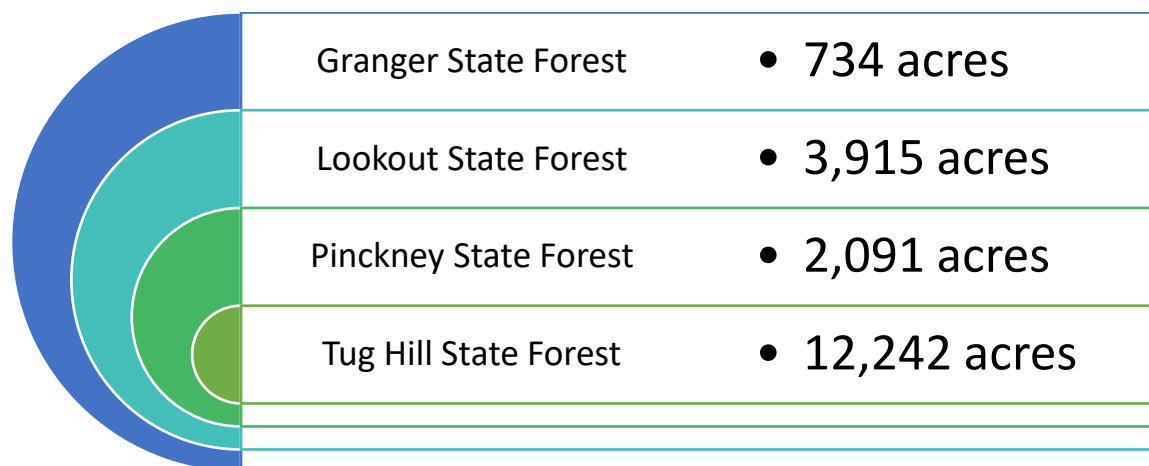 Granger State Forest • 734 acres
Lookout State Forest • 3,915 acres
Pinckney State Forest • 2,091 acres
Tug Hill State Forest • 12,242 acres